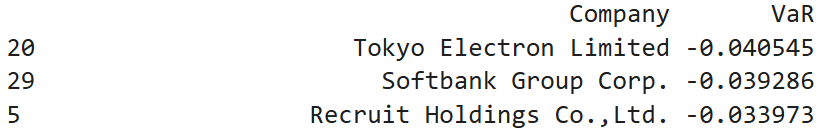 Company VaR
20 Tokyo Electron Limited -0.040545
29 Softbank Group Corp. -0.039286
5 Recruit Holdings Co.,Ltd. -0.033973